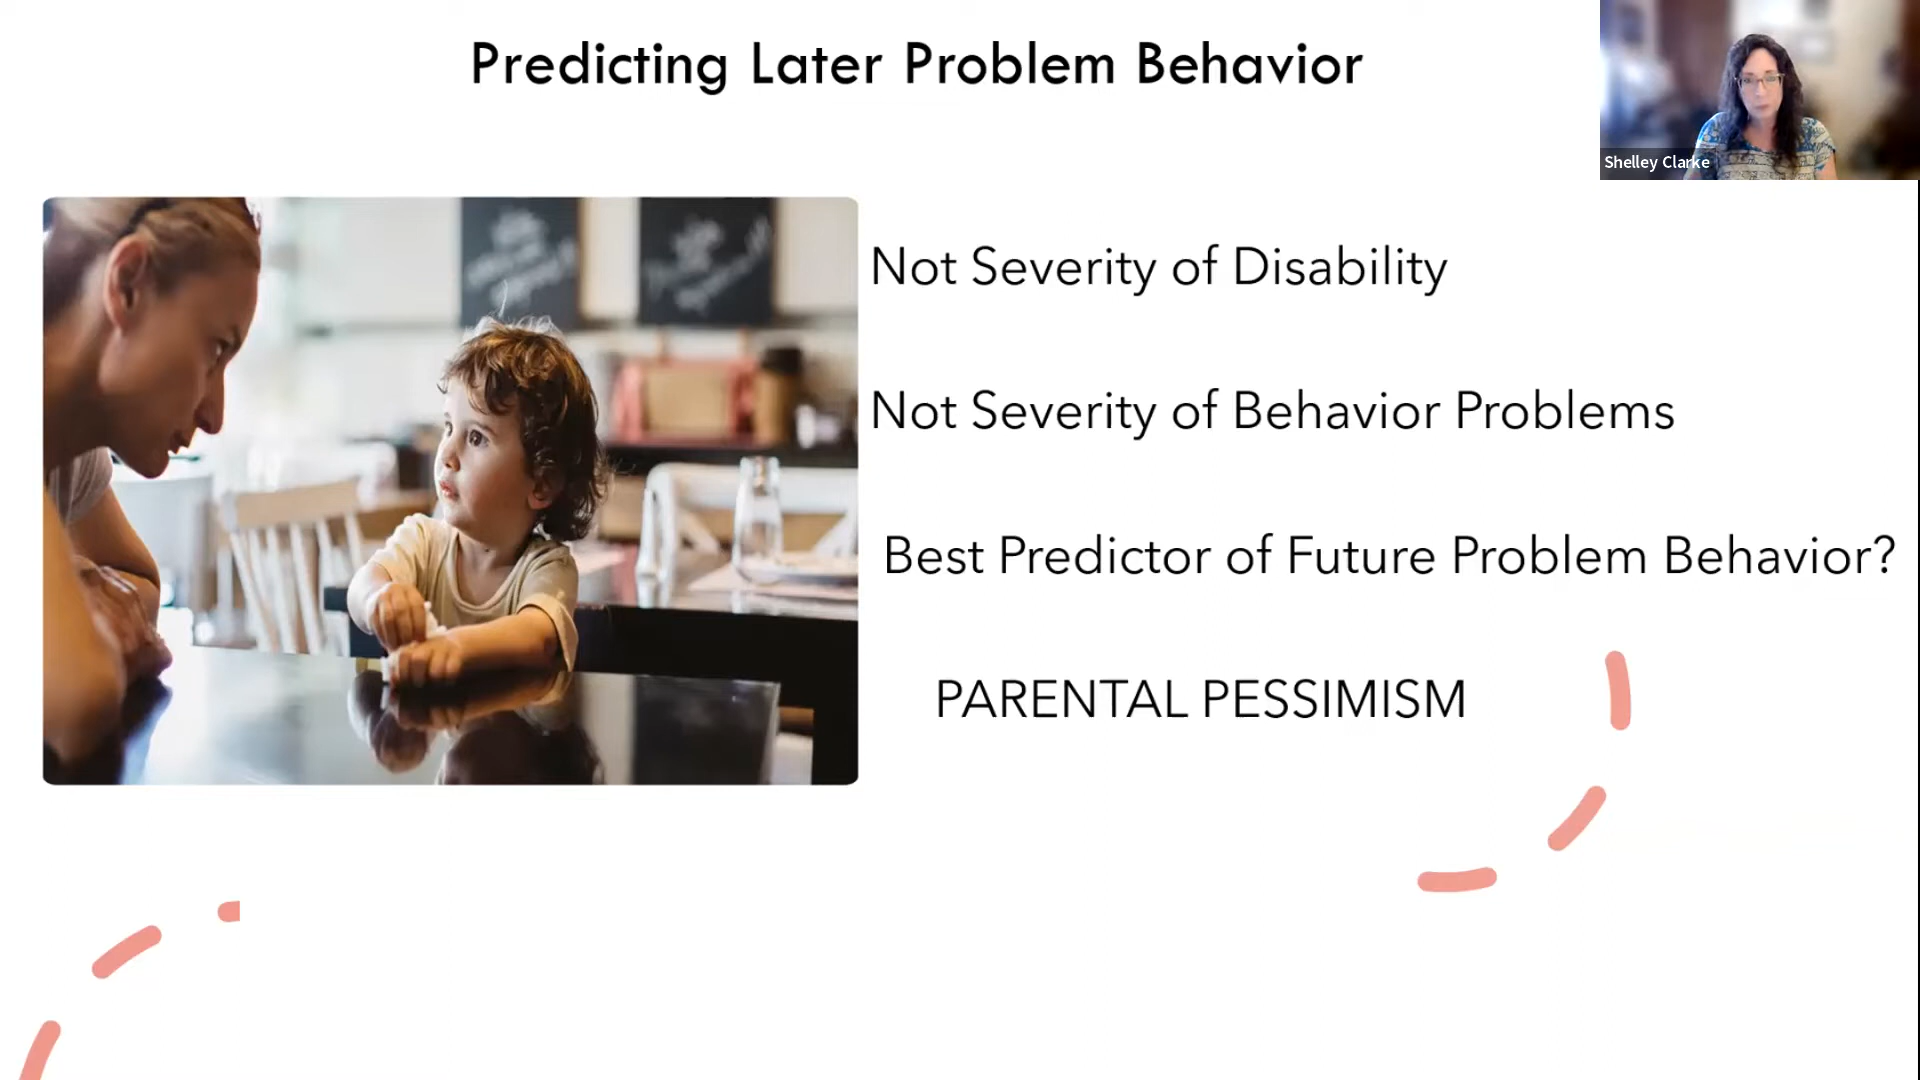 Predicting Later Problem Behavior
Shelley Clarke
Not Severity of Disability
Not Severity of Behavior Problems
Best Predictor of Future Problem Behavior?
PARENTAL PESSIMISM